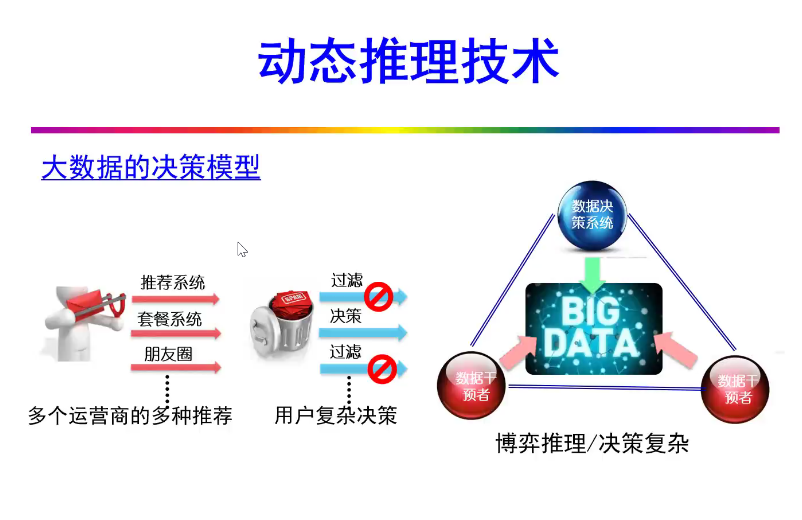 动态推理技术
大数据的决策模型
推荐系统
套餐系统
朋友圈
多个运营商的多种推荐
SPAM
过滤
决策
过滤
用户复杂决策
数据决
策系统
BIG
DATA
数据干
预者
数据干
预者
博弈推理/决策复杂